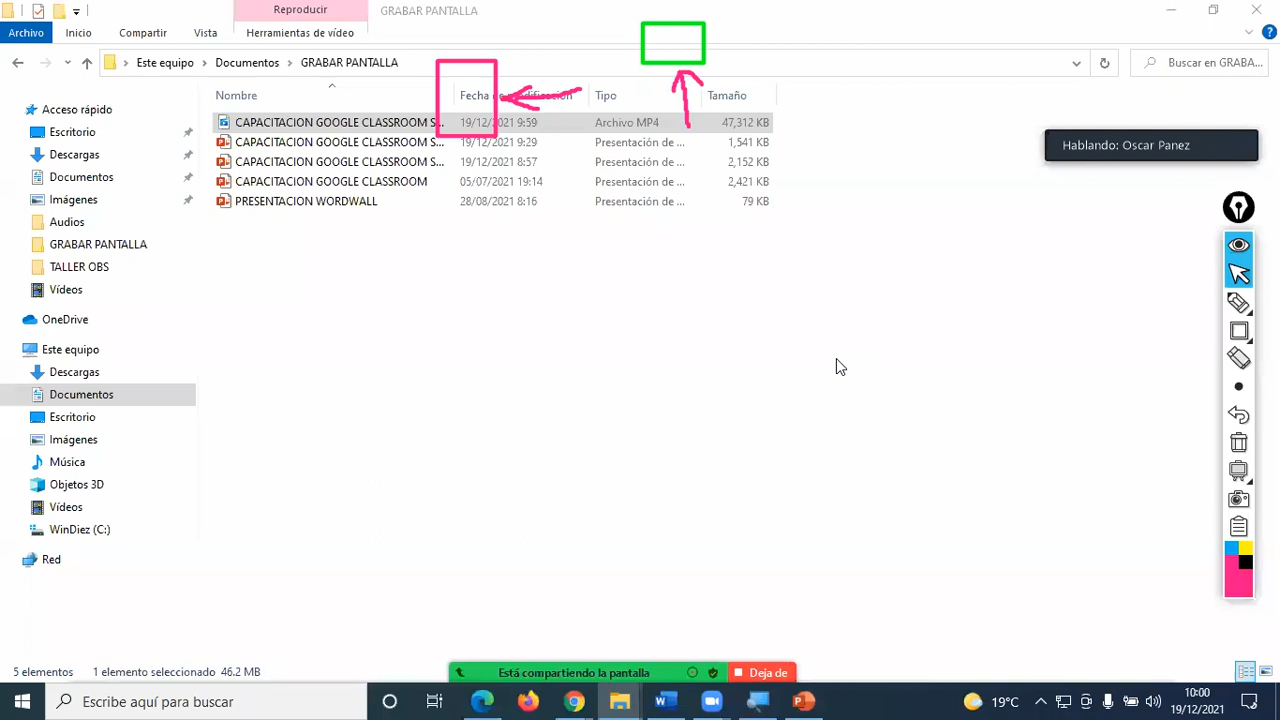 Reproducir
GRABAR PANTALLA
Archivo
Inicio
Compartir
Vista
Herramientas de vídeo
Este equipo
Documentos
GRABAR PANTALLA
Buscar en GRABA...
Nombre
Fecha de modificación
Tipo
Tamaño
CAPACITACION GOOGLE CLASSROOM S... 19/12/2021 9:59 Archivo MP4 47,312 KB
CAPACITACION GOOGLE CLASSROOM S... 19/12/2021 9:29 Presentación de ... 1,541 KB
CAPACITACION GOOGLE CLASSROOM S... 19/12/2021 8:57 Presentación de ... 2,152 KB
CAPACITACION GOOGLE CLASSROOM 05/07/2021 19:14 Presentación de ... 2,421 KB
PRESENTACION WORDWALL 28/08/2021 8:16 Presentación de ... 79 KB
Acceso rápido
Escritorio
Descargas
Documentos
Imágenes
Audios
GRABAR PANTALLA
TALLER OBS
Vídeos
OneDrive
Este equipo
Descargas
Documentos
Escritorio
Imágenes
Música
Objetos 3D
Vídeos
WinDiez (C:)
Red
Hablando: Oscar Panez
5 elementos
1 elemento seleccionado 46.2 MB
Está compartiendo la pantalla
Deja de
Escribe aquí para buscar
19°C
10:00
19/12/2021